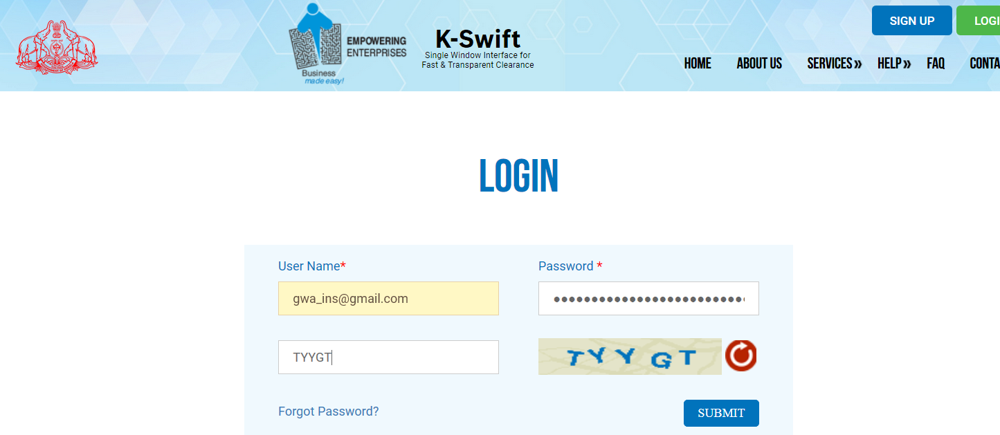 SIGN UP
LOGI
EMPOWERING
ENTERPRISES
Business
made easy!
K-Swift
Single Window Interface for
Fast & Transparent Clearance
HOME ABOUT US SERVICES» HELP» FAQ CONTA
LOGIN
User Name* Password *
gwa_ins@gmail.com ••••••••••••••••••••••••••
TYYGT TYYGT
Forgot Password? SUBMIT